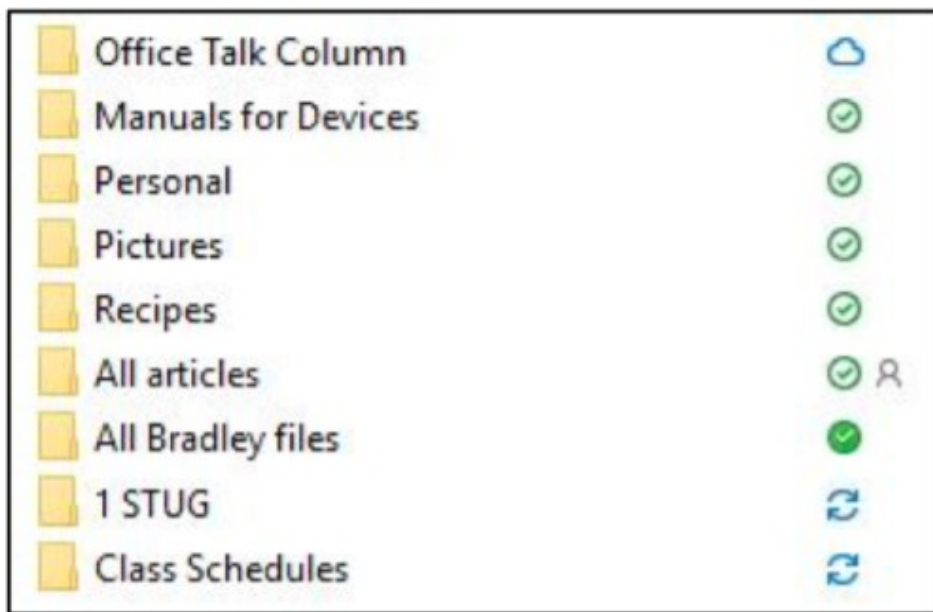 Office Talk Column
Manuals for Devices
Personal
Pictures
Recipes
All articles
All Bradley files
1 STUG
Class Schedules